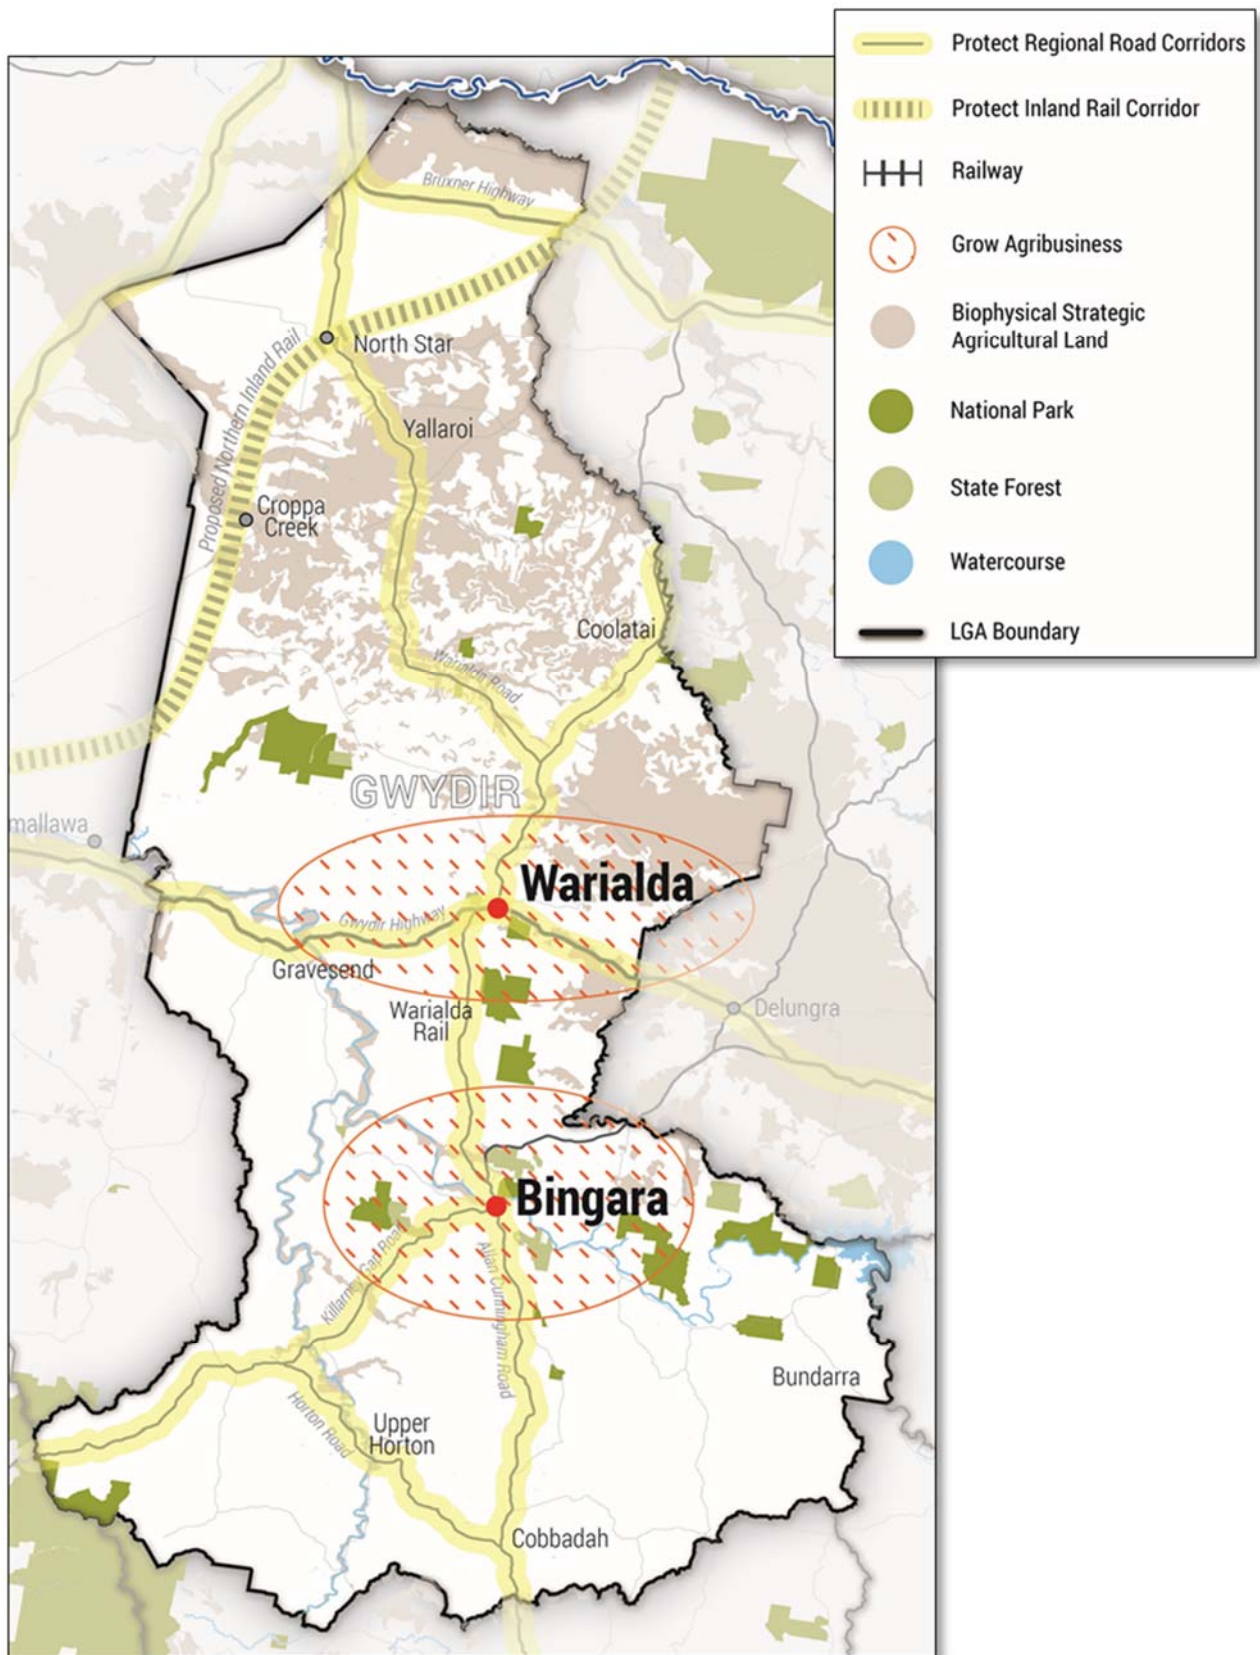 Protect Regional Road Corridors
Protect Inland Rail Corridor
Railway
Grow Agribusiness
Biophysical Strategic
Agricultural Land
National Park
State Forest
Watercourse
LGA Boundary
Bruxner Highway
North Star
Proposed Northern Inland Rail
Yallaroi
Croppa
Creek
Coolatai
Warialda Road
GWYDIR
mallawa
Warialda
Gwydir Highway
Gravesend
Warialda
Rail
Delungra
Bingara
Killarney Gap Road
Allan Cunningham Road
Bundarra
Horton Road
Upper
Horton
Cobbadah